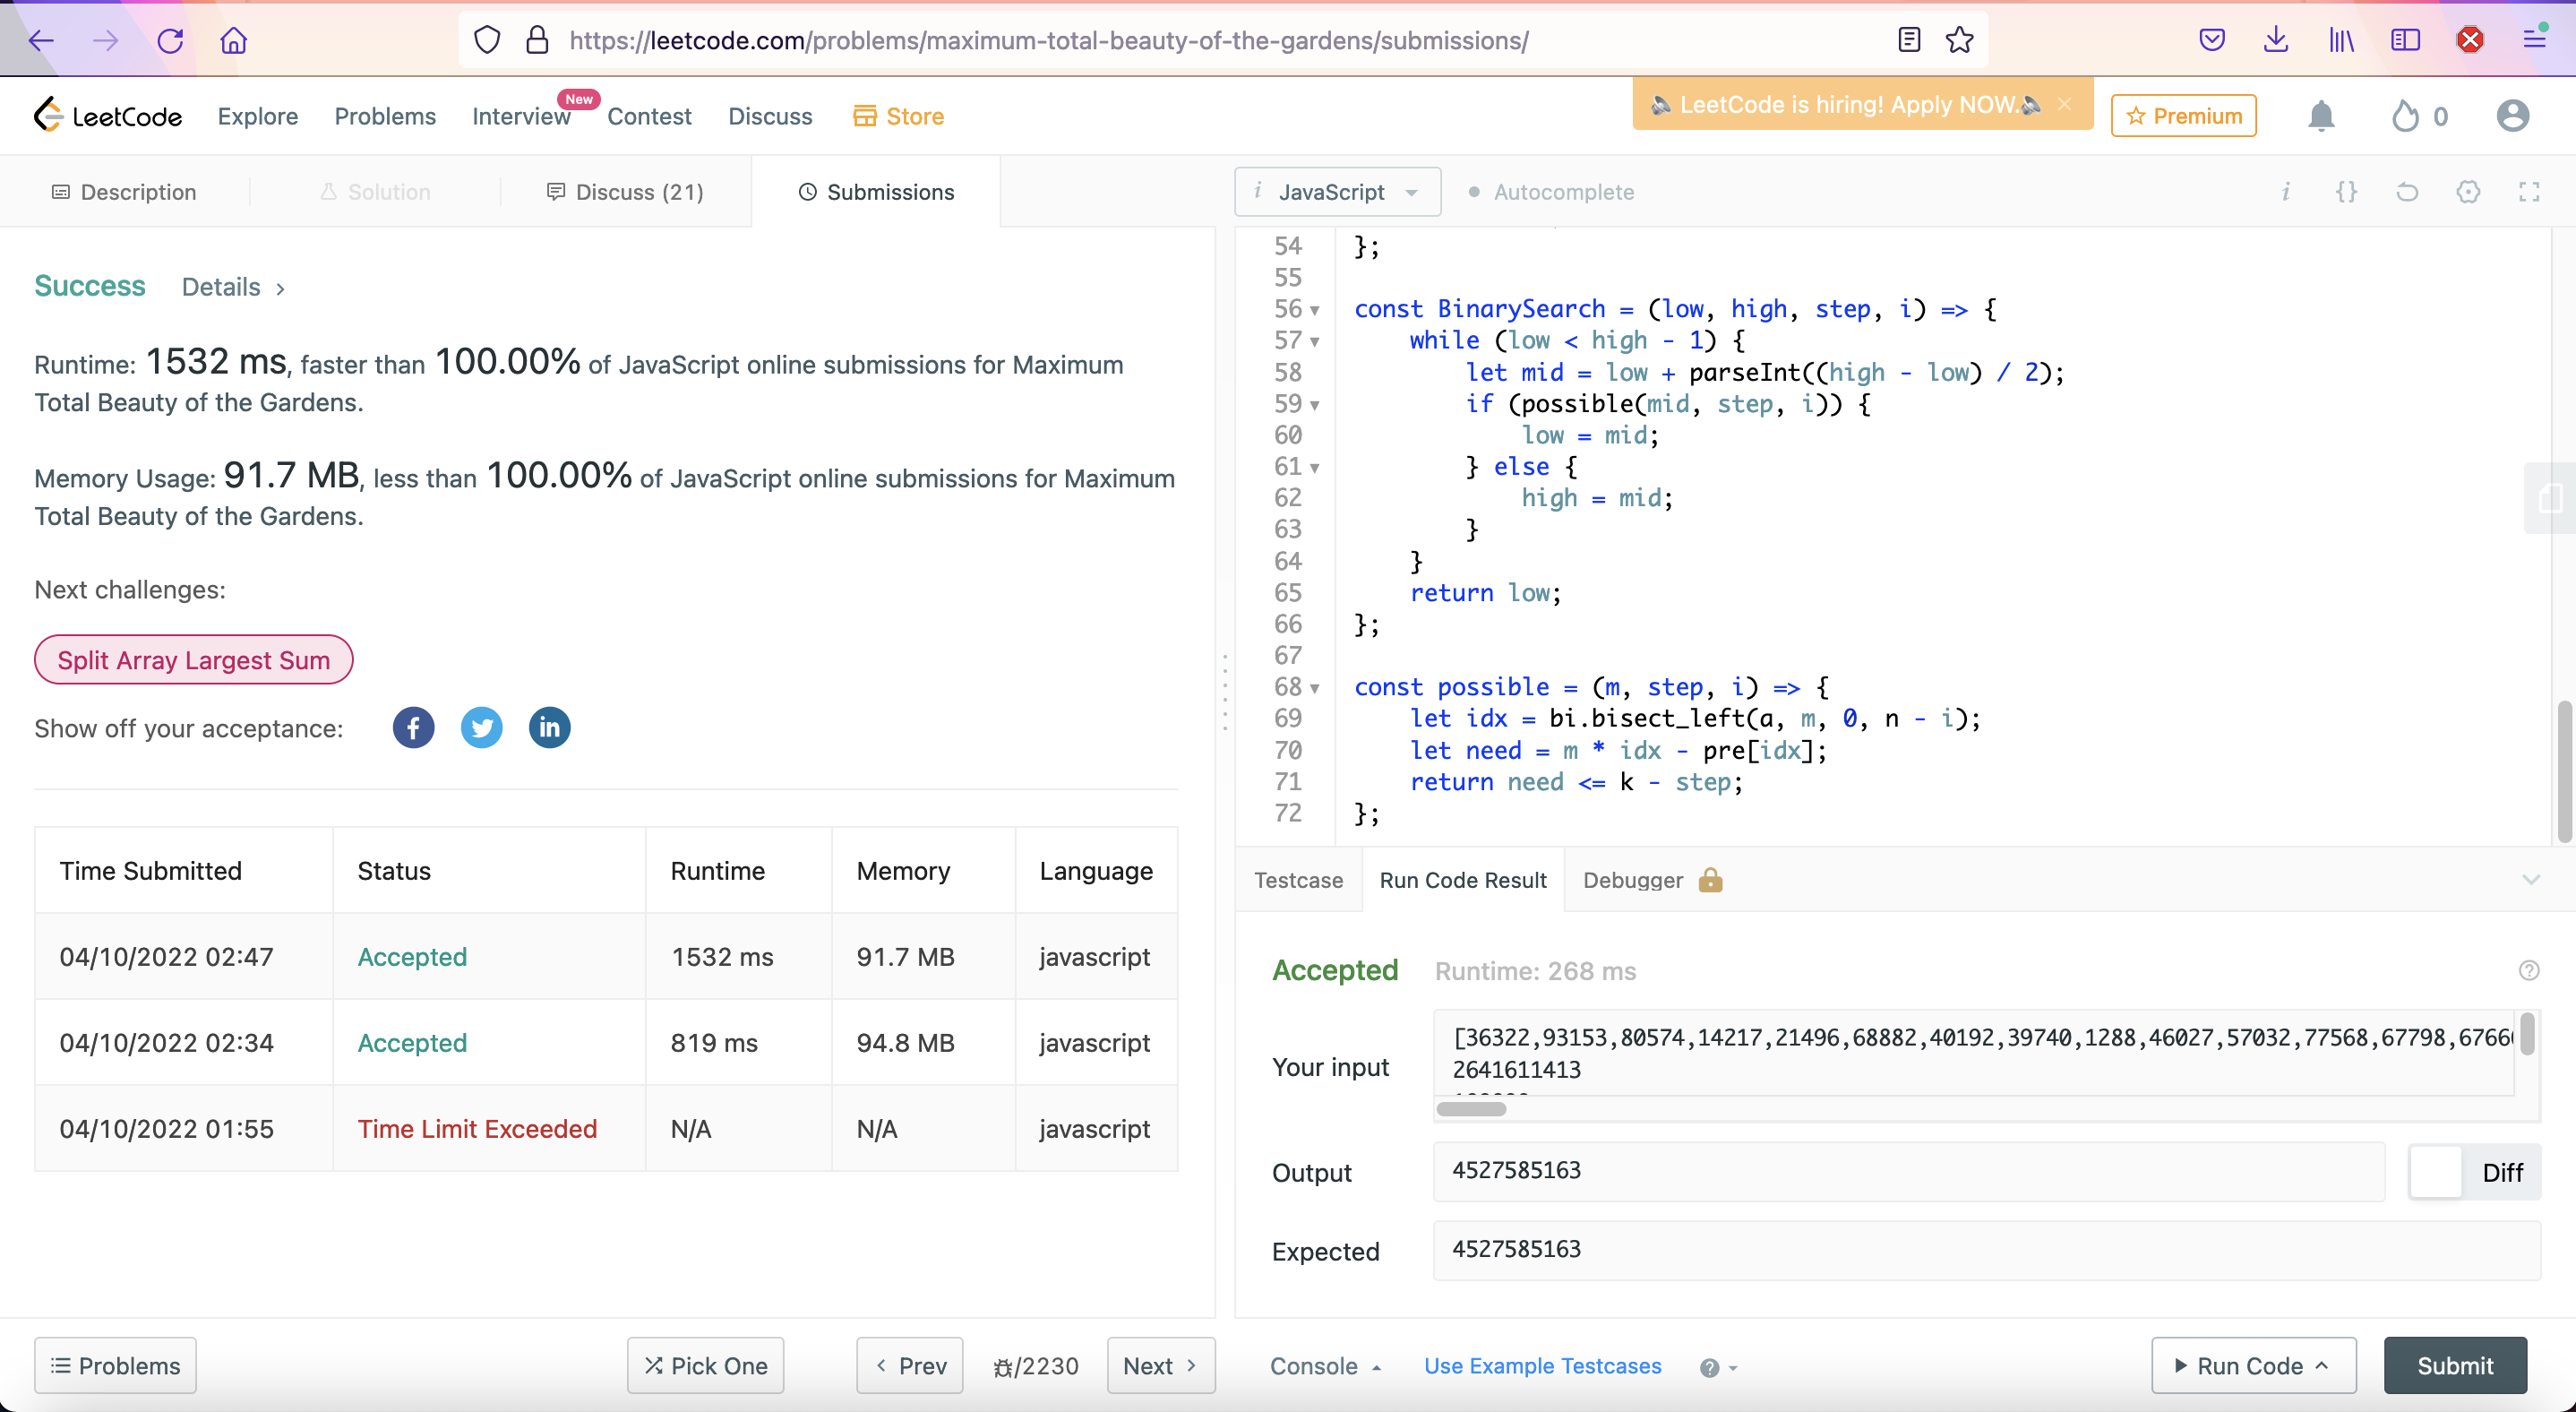 https://leetcode.com/problems/maximum-total-beauty-of-the-gardens/submissions/
LeetCode
Explore
Problems
Interview
New
Contest
Discuss
Store
LeetCode is hiring! Apply NOW.
×
Premium
0
Description
Solution
Discuss (21)
Submissions
i JavaScript
Autocomplete
i {}
Success Details >
Runtime: 1532 ms, faster than 100.00% of JavaScript online submissions for Maximum
Total Beauty of the Gardens.
Memory Usage: 91.7 MB, less than 100.00% of JavaScript online submissions for Maximum
Total Beauty of the Gardens.
Next challenges:
Split Array Largest Sum
Show off your acceptance:
f
in
Time Submitted Status Runtime Memory Language
04/10/2022 02:47 Accepted 1532 ms 91.7 MB javascript
04/10/2022 02:34 Accepted 819 ms 94.8 MB javascript
04/10/2022 01:55 Time Limit Exceeded N/A N/A javascript
54 };
55
56 const BinarySearch = (low, high, step, i) => {
57 while (low < high - 1) {
58 let mid = low + parseInt((high - low) / 2);
59 if (possible(mid, step, i)) {
60 low = mid;
61 } else {
62 high = mid;
63 }
64 }
65 return low;
66 };
67
68 const possible = (m, step, i) => {
69 let idx = bi.bisect_left(a, m, 0, n - i);
70 let need = m * idx - pre[idx];
71 return need <= k - step;
72 };
Testcase
Run Code Result
Debugger
Accepted Runtime: 268 ms
?
Your input
[36322,93153,80574,14217,21496,68882,40192,39740,1288,46027,57032,77568,67798,6766
2641611413
Output
4527585163
Diff
Expected
4527585163
Problems
Pick One
< Prev
/2230
Next >
Console
Use Example Testcases
?
Run Code
Submit